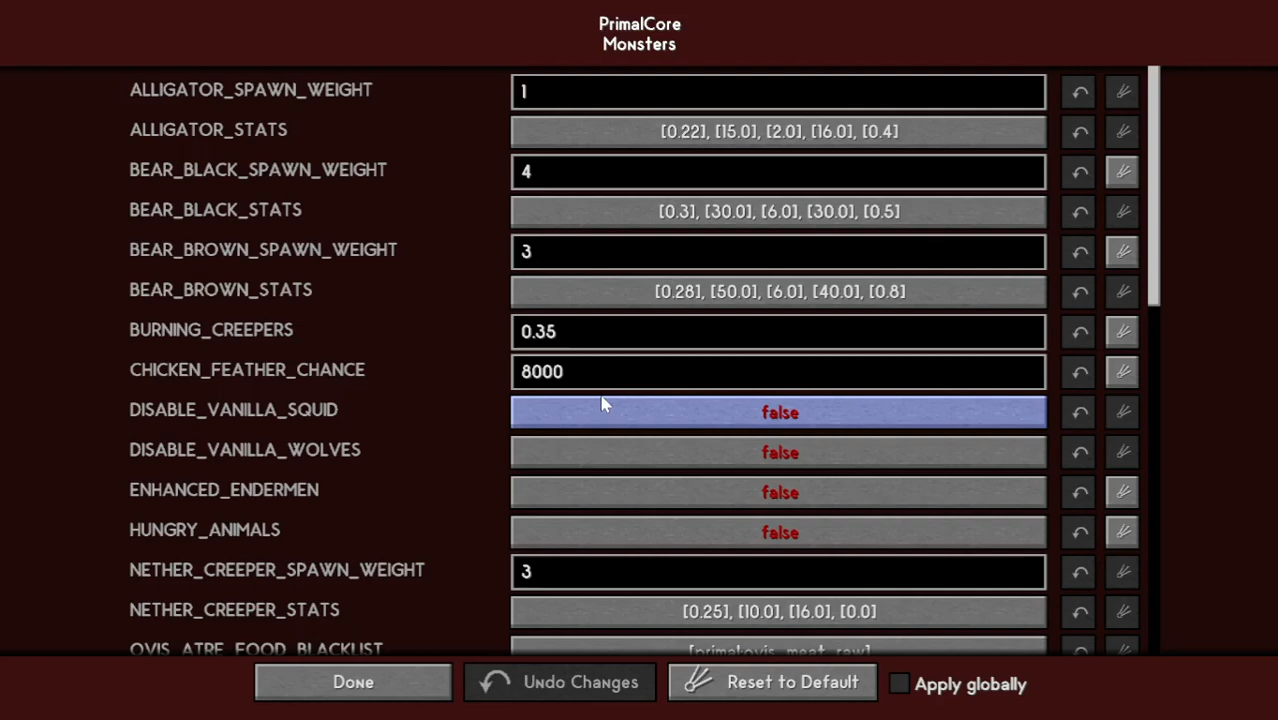 PrimalCore
Monsters
ALLIGATOR_SPAWN_WEIGHT 1
ALLIGATOR_STATS [0.22], [15.0], [2.0], [16.0], [0.4]
BEAR_BLACK_SPAWN_WEIGHT 4
BEAR_BLACK_STATS [0.3], [30.0], [6.0], [30.0], [0.5]
BEAR_BROWN_SPAWN_WEIGHT 3
BEAR_BROWN_STATS [0.28], [50.0], [6.0], [40.0], [0.8]
BURNING_CREEPERS 0.35
CHICKEN_FEATHER_CHANCE 8000
DISABLE_VANILLA_SQUID false
DISABLE_VANILLA_WOLVES false
ENHANCED_ENDERMEN false
HUNGRY_ANIMALS false
NETHER_CREEPER_SPAWN_WEIGHT 3
NETHER_CREEPER_STATS [0.25], [10.0], [16.0], [0.0]
OVIS_ATRE_FOOD_BLACKLIST [primal:ovis_meat_raw]
Done Undo Changes Reset to Default Apply globally